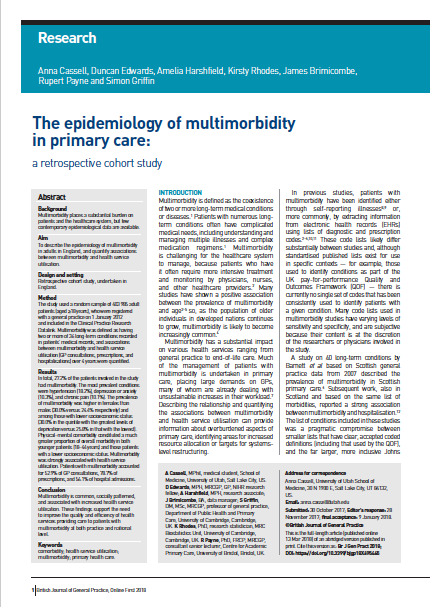 Research
Anna Cassell, Duncan Edwards, Amelia Harshfield, Kirsty Rhodes, James Brimicombe,
Rupert Payne and Simon Griffin
The epidemiology of multimorbidity
in primary care:
a retrospective cohort study
Abstract
Background
Multimorbidity places a substantial burden on
patients and the healthcare system, but few
contemporary epidemiological data are available.
Aim
To describe the epidemiology of multimorbidity
in adults in England, and quantify associations
between multimorbidity and health service
utilisation.
Design and setting
Retrospective cohort study, undertaken in
England.
Method
The study used a random sample of 403 985 adult
patients (aged ≥18 years), who were registered
with a general practice on 1 January 2012
and included in the Clinical Practice Research
Datalink. Multimorbidity was defined as having
two or more of 36 long-term conditions recorded
in patients' medical records, and associations
between multimorbidity and health service
utilisation (GP consultations, prescriptions, and
hospitalisations) over 4 years were quantified.
Results
In total, 27.2% of the patients involved in the study
had multimorbidity. The most prevalent conditions
were hypertension (18.2%), depression or anxiety
(10.3%), and chronic pain (10.1%). The prevalence
of multimorbidity was higher in females than
males (30.0% versus 24.4% respectively) and
among those with lower socioeconomic status
(30.0% in the quintile with the greatest levels of
deprivation versus 25.8% in that with the lowest).
Physical–mental comorbidity constituted a much
greater proportion of overall morbidity in both
younger patients (18–44 years) and those patients
with a lower socioeconomic status. Multimorbidity
was strongly associated with health service
utilisation. Patients with multimorbidity accounted
for 52.9% of GP consultations, 78.7% of
prescriptions, and 56.1% of hospital admissions.
Conclusion
Multimorbidity is common, socially patterned,
and associated with increased health service
utilisation. These findings support the need
to improve the quality and efficiency of health
services providing care to patients with
multimorbidity at both practice and national
level.
Keywords
comorbidity; health service utilisation;
multimorbidity; primary health care.
INTRODUCTION
Multimorbidity is defined as the coexistence
of two or more long-term medical conditions
or diseases.¹ Patients with numerous long-
term conditions often have complicated
medical needs, including understanding and
managing multiple illnesses and complex
medication regimens.¹ Multimorbidity
is challenging for the healthcare system
to manage, because patients who have
it often require more intensive treatment
and monitoring by physicians, nurses,
and other healthcare providers.² Many
studies have shown a positive association
between the prevalence of multimorbidity
and age so, as the population of older
individuals in developed nations continues
to grow, multimorbidity is likely to become
increasingly common.
Multimorbidity has a substantial impact
on various health services ranging from
general practice to end-of-life care. Much
of the management of patients with
multimorbidity is undertaken in primary
care, placing large demands on GPs,
many of whom are already dealing with
unsustainable increases in their workload.
Describing the relationship and quantifying
the associations between multimorbidity
and health service utilisation can provide
information about overburdened aspects of
primary care, identifying areas for increased
resource allocation or targets for systems-
level restructuring.
In previous studies, patients with
multimorbidity have been identified either
through self-reporting illnesses or,
more commonly, by extracting information
from electronic health records (EHRs)
using lists of diagnostic and prescription
codes. These code lists likely differ
substantially between studies and, although
standardised published lists exist for use
in specific contexts — for example, those
used to identify conditions as part of the
UK pay-for-performance Quality and
Outcomes Framework (QOF) — there is
currently no single set of codes that has been
consistently used to identify patients with
a given condition. Many code lists used in
multimorbidity studies have varying levels of
sensitivity and specificity, and are subjective
because their content is at the discretion
of the researchers or physicians involved in
the study.
A study on 40 long-term conditions by
Barnett et al based on Scottish general
practice data from 2007 described the
prevalence of multimorbidity in Scottish
primary care. Subsequent work, also in
Scotland and based on the same list of
morbidities, reported a strong association
between multimorbidity and hospitalisation.
The list of conditions included in these studies
was a pragmatic compromise between
smaller lists that have clear, accepted coded
definitions (including that used by the QOF),
and the far larger, more inclusive Johns
A Cassell, MPhil, medical student, School of
Medicine, University of Utah, Salt Lake City, US.
D Edwards, MPhil, MRCGP, GP, NIHR research
fellow; A Harshfield, MPH, research associate;
J Brimicombe, BA, data manager; S Griffin,
DM, MSc, MRCGP, professor of general practice,
Department of Public Health and Primary
Care, University of Cambridge, Cambridge,
UK. K Rhodes, PhD, research statistician, MRC
Biostatistics Unit, University of Cambridge,
Cambridge, UK. R Payne, PhD, FRCP, MRCGP,
consultant senior lecturer, Centre for Academic
Primary Care, University of Bristol, Bristol, UK.
Address for correspondence
Anna Cassell, University of Utah School of
Medicine, 30 N 1900 E, Salt Lake City, UT 84132,
US.
Email: anna.cassell@utah.edu
Submitted: 30 October 2017; Editor's response: 28
November 2017; final acceptance: 9 January 2018.
©British Journal of General Practice
This is the full-length article (published online
13 Mar 2018) of an abridged version published in
print. Cite this version as: Br J Gen Pract 2018;
DOI: https://doi.org/10.3399/bjgp18X695465
1 British Journal of General Practice, Online First 2018